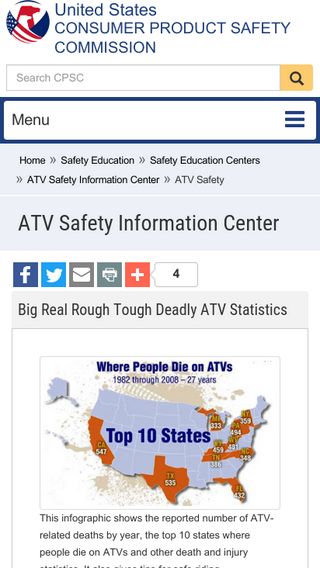 United States
CONSUMER PRODUCT SAFETY
COMMISSION
Search CPSC
Menu
Home » Safety Education » Safety Education Centers
» ATV Safety Information Center » ATV Safety
ATV Safety Information Center
4
Big Real Rough Tough Deadly ATV Statistics
Where People Die on ATVs
1982 through 2008 – 27 years
Top 10 States
CA
547
TX
535
FL
432
NC
348
TN
386
KY
459
WV
491
PA
494
NY
359
MI
333
This infographic shows the reported number of ATV-
related deaths by year, the top 10 states where
people die on ATVs and other death and injury
statistics. It also gives tips for safe riding